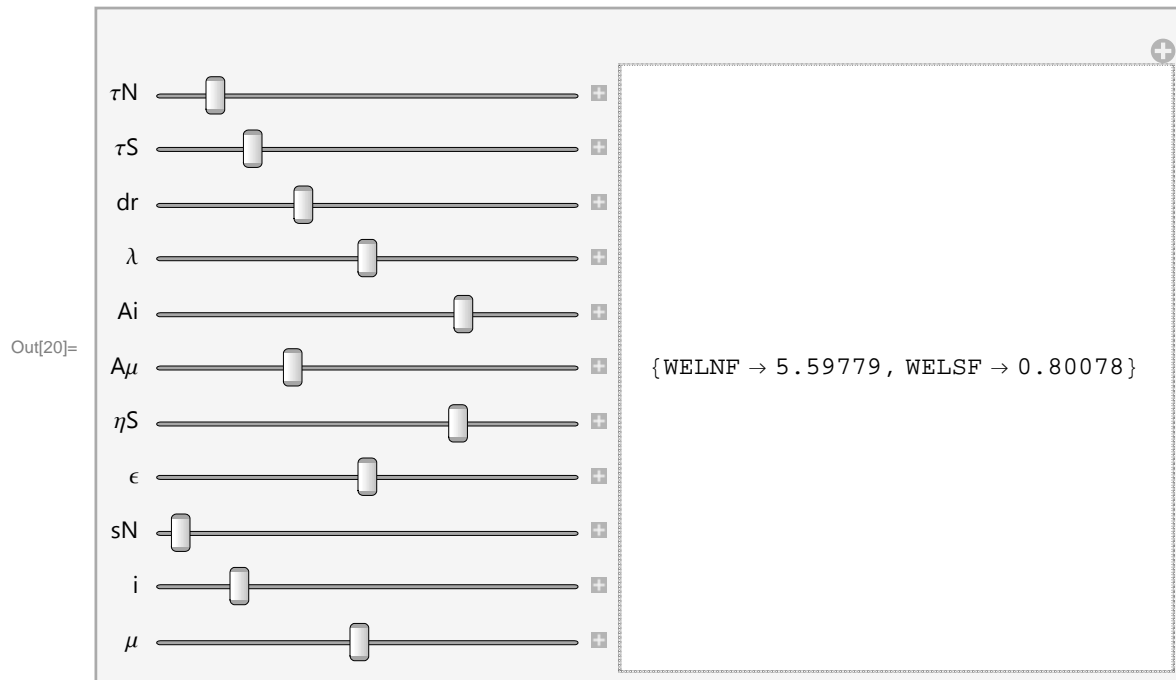 τN
τS
dr
λ
Ai
Aμ
ηS
ϵ
sN
i
μ
Out[20]=
{WELNF → 5.59779, WELSF → 0.80078}